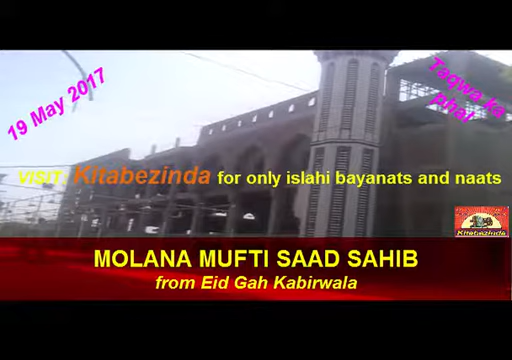 19 May 2017
Taqwa ka
phal
VISIT: Kitabezinda for only islahi bayanats and naats
Kitabezinda
MOLANA MUFTI SAAD SAHIB
from Eid Gah Kabirwala